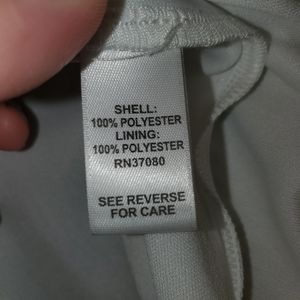 SHELL:
100% POLYESTER
LINING:
100% POLYESTER
RN37080
SEE REVERSE
FOR CARE